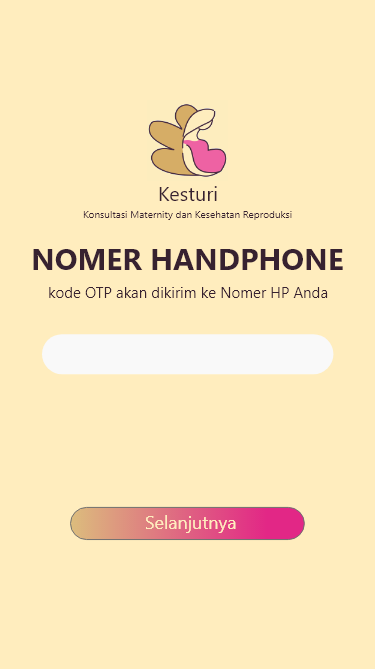 Kesturi
Konsultasi Maternity dan Kesehatan Reproduksi
NOMER HANDPHONE
kode OTP akan dikirim ke Nomer HP Anda
Selanjutnya